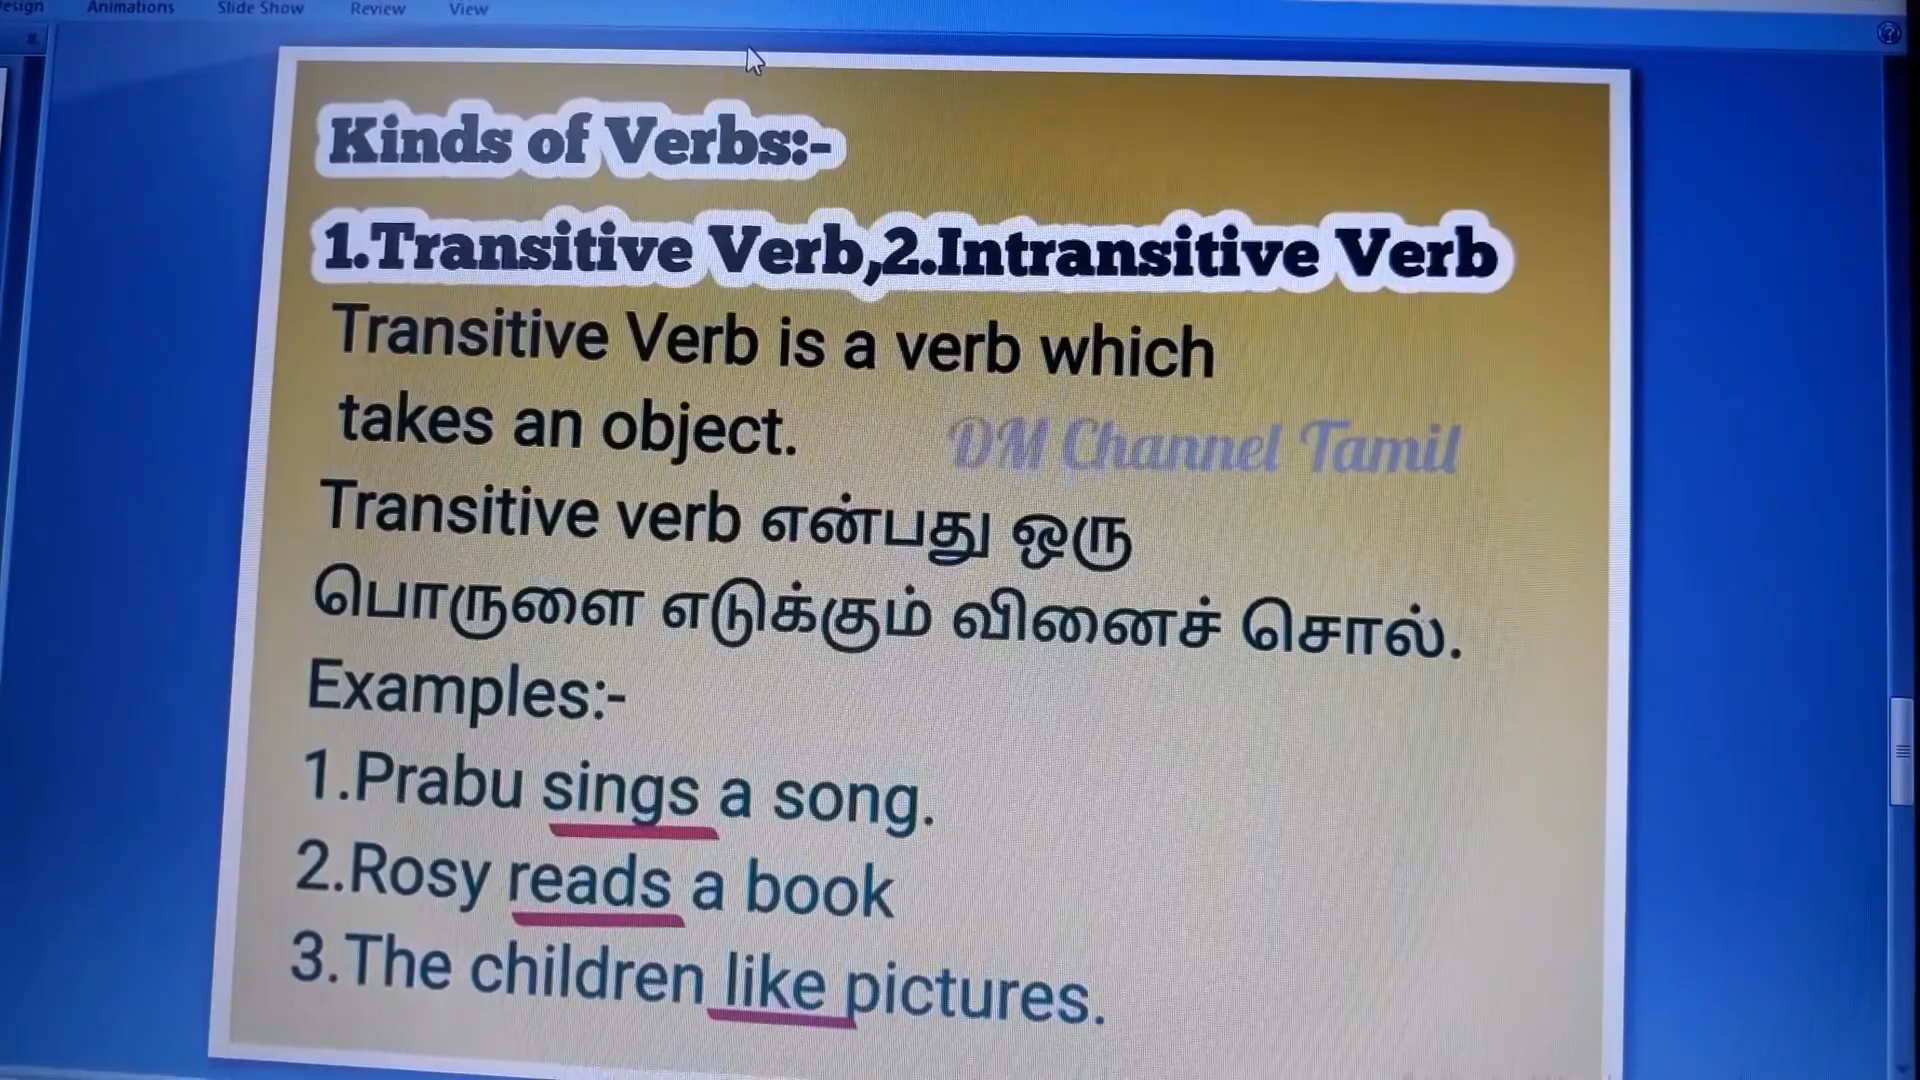 Animations Slide Show Review View
Kinds of Verbs:-
1.Transitive Verb,2.Intransitive Verb
Transitive Verb is a verb which
takes an object.
DM Channel Tamil
Transitive verb என்பது ஒரு
பொருளை எடுக்கும் வினைச் சொல்.
Examples:-
1.Prabu sings a song.
2.Rosy reads a book
3.The children like pictures.